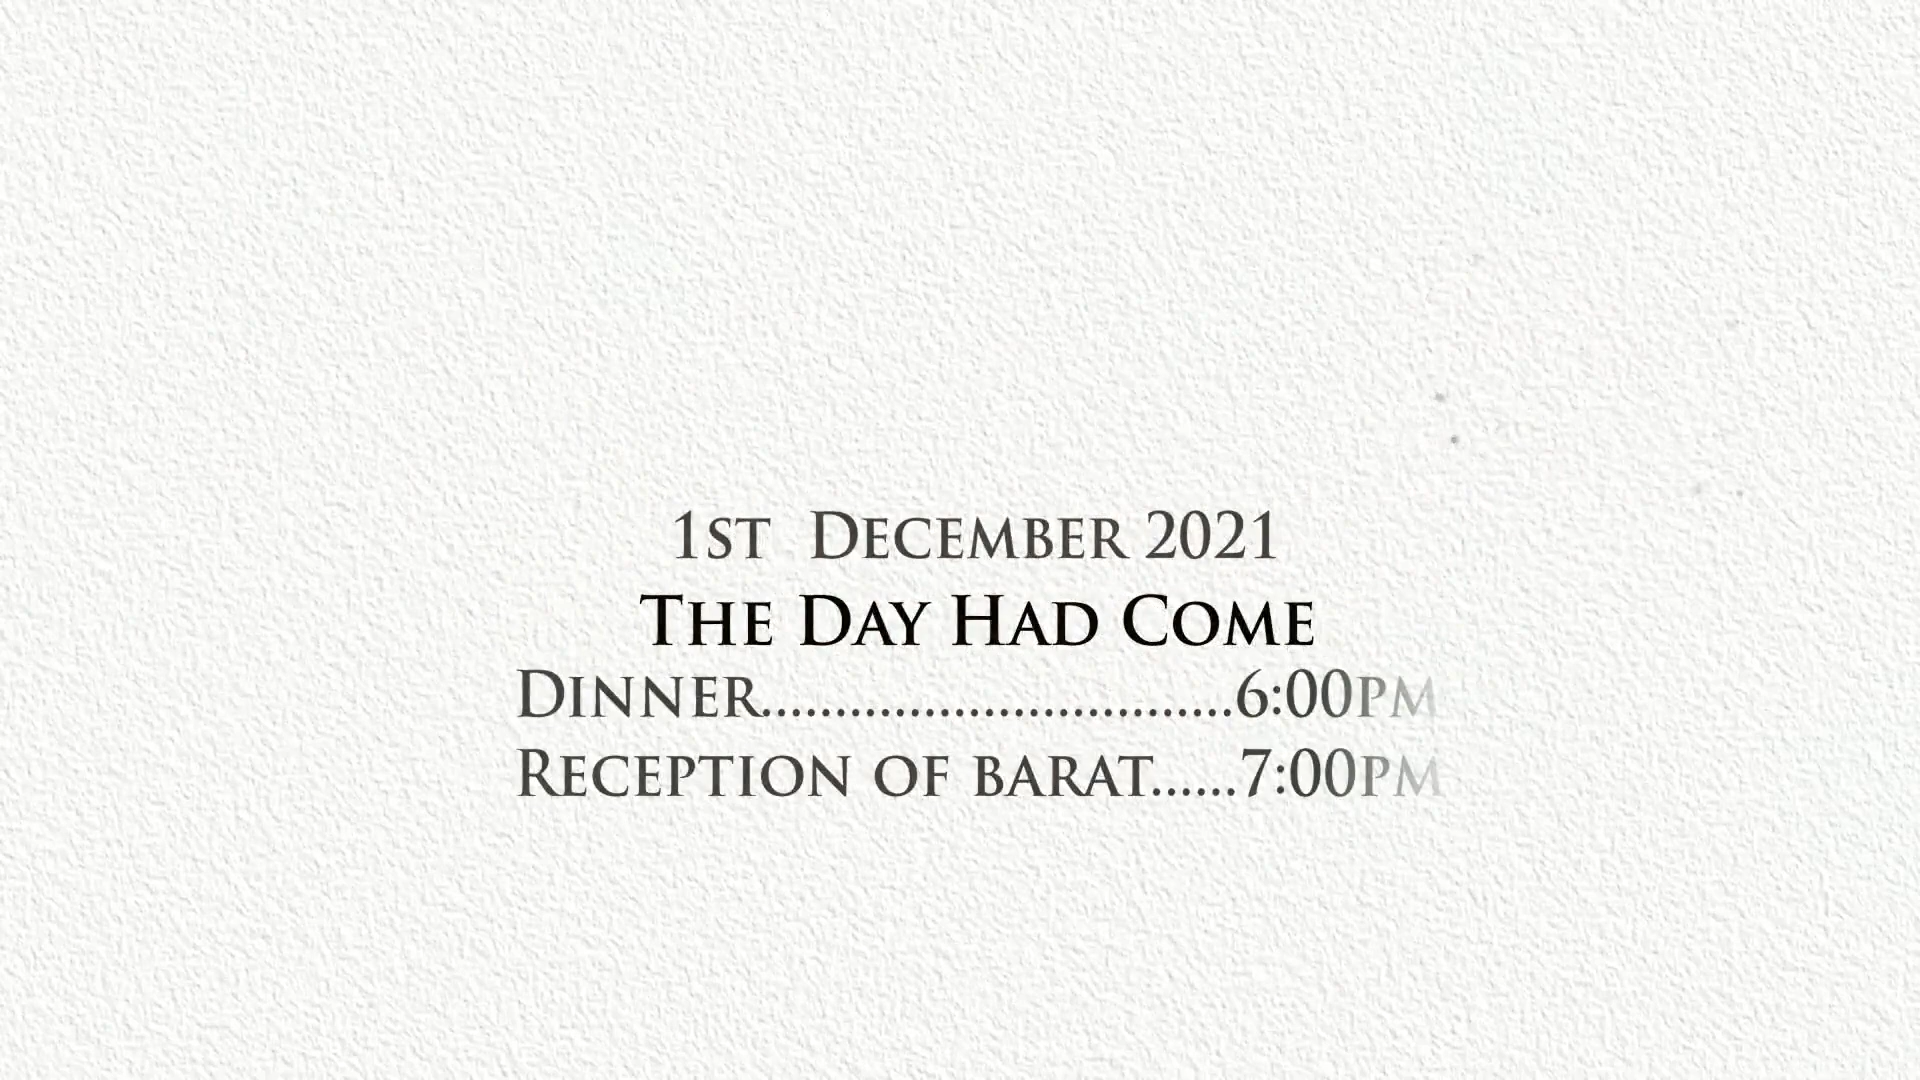 1st  December 2021
The Day Had Come
Dinner................................6:00pm
Reception of barat......7:00pm